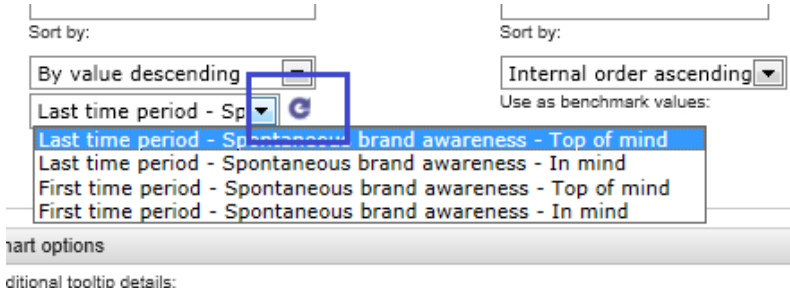 Sort by:
Sort by:
By value descending
Internal order ascending
Last time period - Sp
Use as benchmark values:
Last time period - Spontaneous brand awareness - Top of mind
Last time period - Spontaneous brand awareness - In mind
First time period - Spontaneous brand awareness - Top of mind
First time period - Spontaneous brand awareness - In mind
hart options
ditional tooltip details: